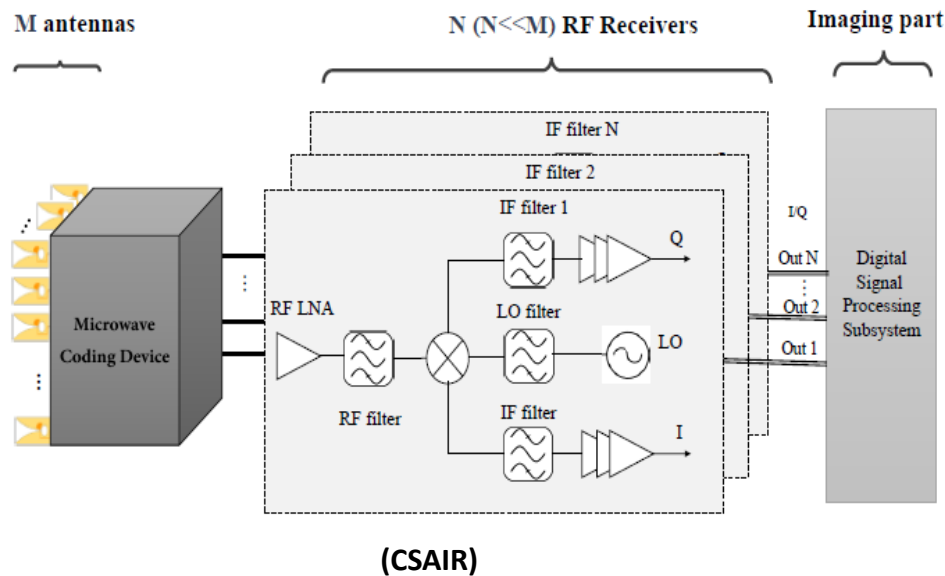 M antennas
N (N<<M) RF Receivers
Imaging part
IF filter N
IF filter 2
IF filter 1
Q
I/Q
Out N
Out 2
Out 1
RF LNA
LO filter
LO
RF filter
IF filter
I
Microwave
Coding Device
Digital
Signal
Processing
Subsystem
(CSAIR)